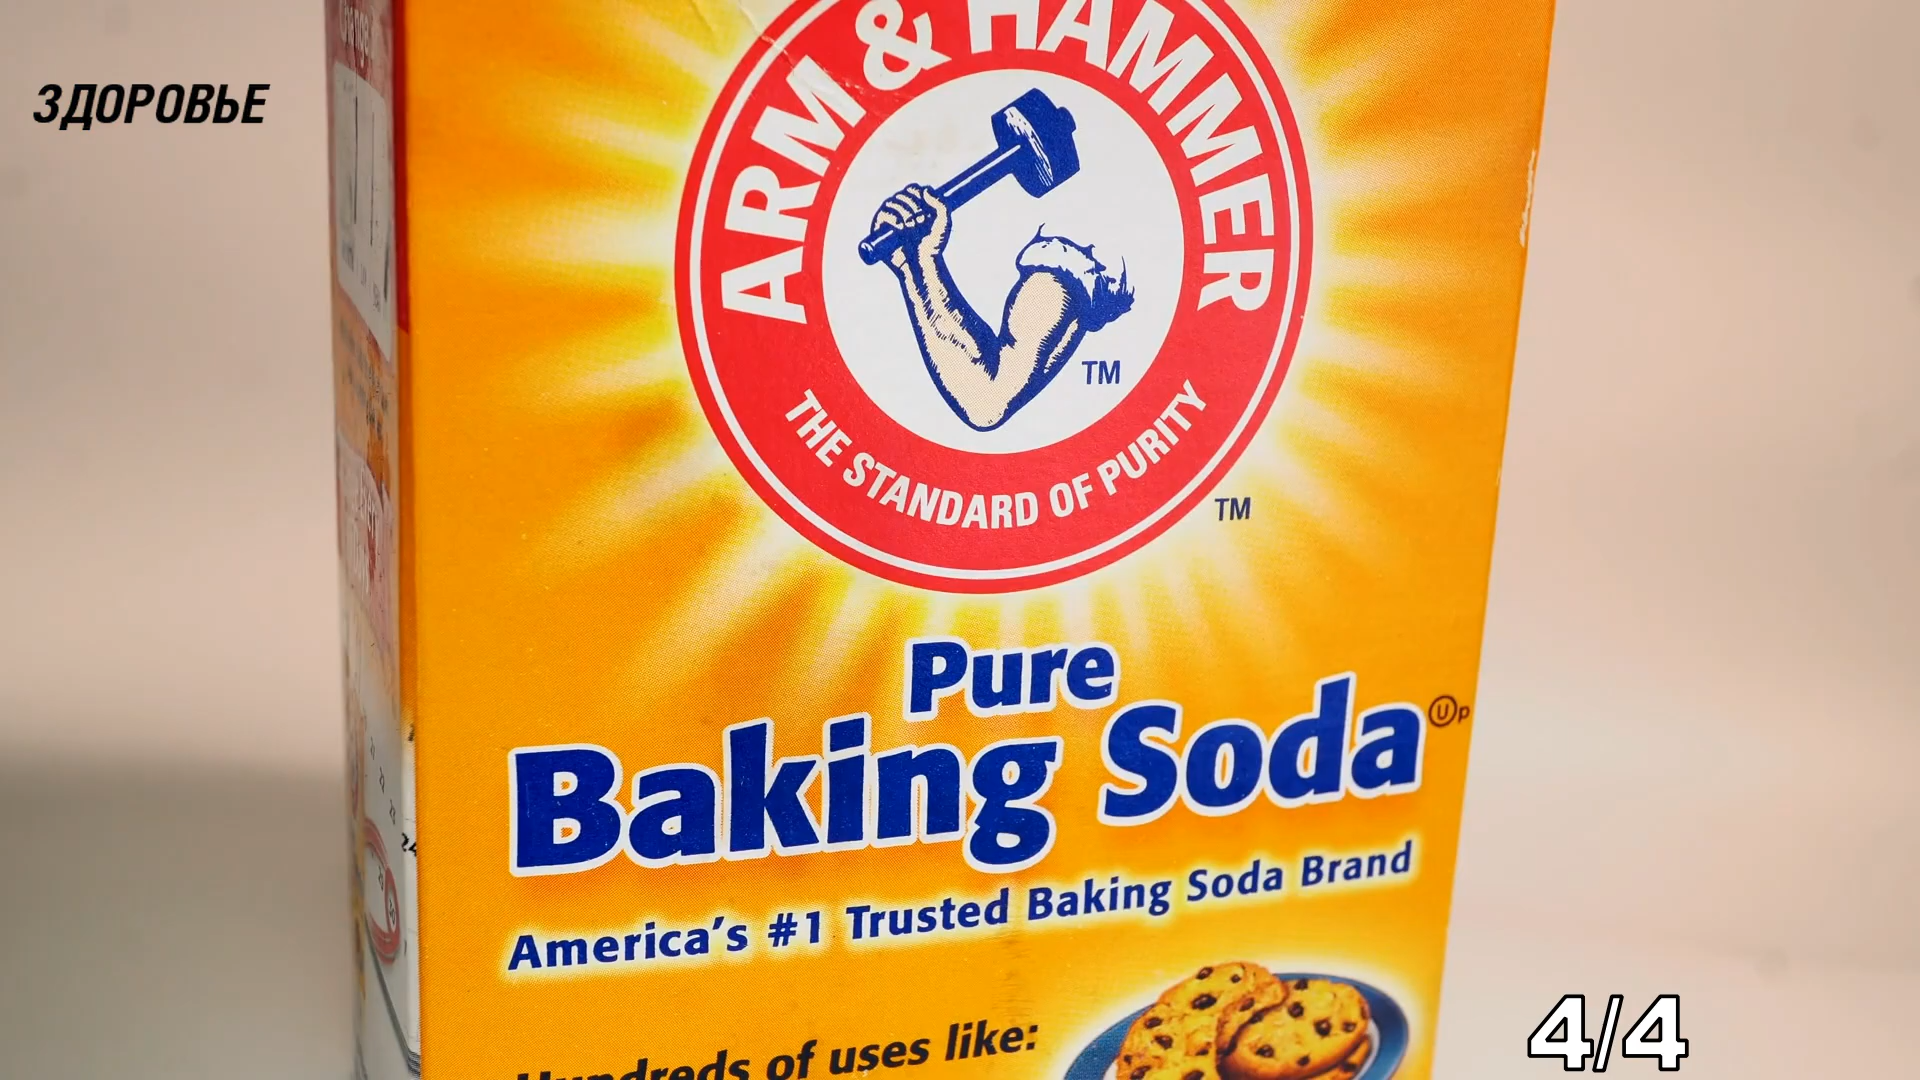 ЗДОРОВЬЕ
ARM & HAMMER
TM
THE STANDARD OF PURITY
TM
Pure
Baking Soda
U P
America's #1 Trusted Baking Soda Brand
Hundreds of uses like:
4/4